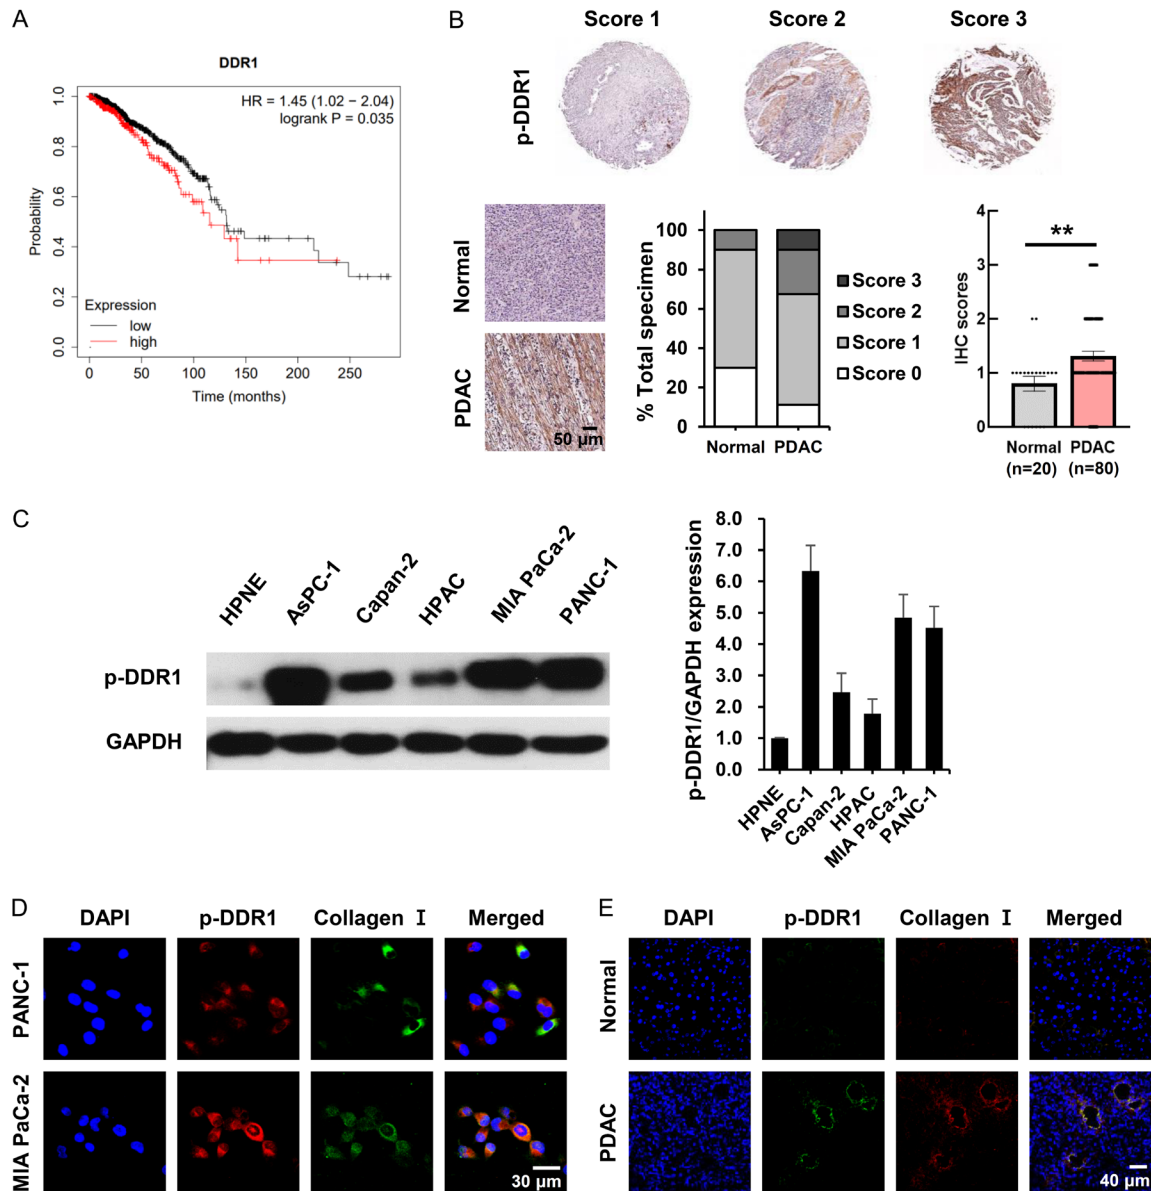 A
DDR1
HR = 1.45 (1.02 − 2.04)
logrank P = 0.035
Probability
1.0
0.8
0.6
0.4
0.2
0.0
Expression
low
high
0 50 100 150 200 250
Time (months)
B
Score 1 Score 2 Score 3
p-DDR1
Normal
PDAC
50 µm
% Total specimen
100
80
60
40
20
0
Normal PDAC
Score 3
Score 2
Score 1
Score 0
IHC scores
4
3
2
1
0
**
Normal PDAC
(n=20) (n=80)
C
HPNE AsPC-1 Capan-2 HPAC MIA PaCa-2 PANC-1
p-DDR1
GAPDH
p-DDR1/GAPDH expression
8.0
7.0
6.0
5.0
4.0
3.0
2.0
1.0
0.0
HPNE AsPC-1 Capan-2 HPAC MIA PaCa-2 PANC-1
D
DAPI p-DDR1 Collagen I Merged
PANC-1
MIA PaCa-2
30 µm
E
DAPI p-DDR1 Collagen I Merged
Normal
PDAC
40 µm